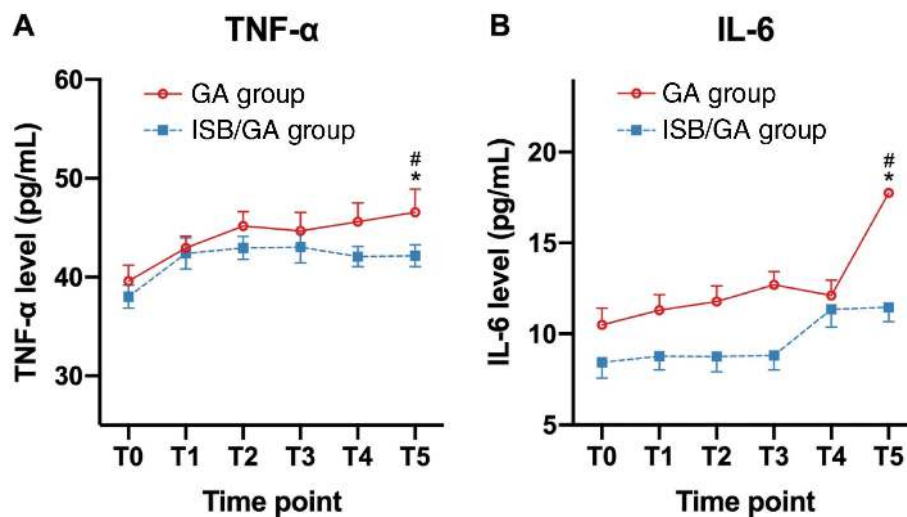 A
TNF-α
GA group
ISB/GA group
#
*
60
50
40
30
TNF-α level (pg/mL)
T0 T1 T2 T3 T4 T5
Time point
B
IL-6
GA group
ISB/GA group
#
*
20
15
10
5
IL-6 level (pg/mL)
T0 T1 T2 T3 T4 T5
Time point